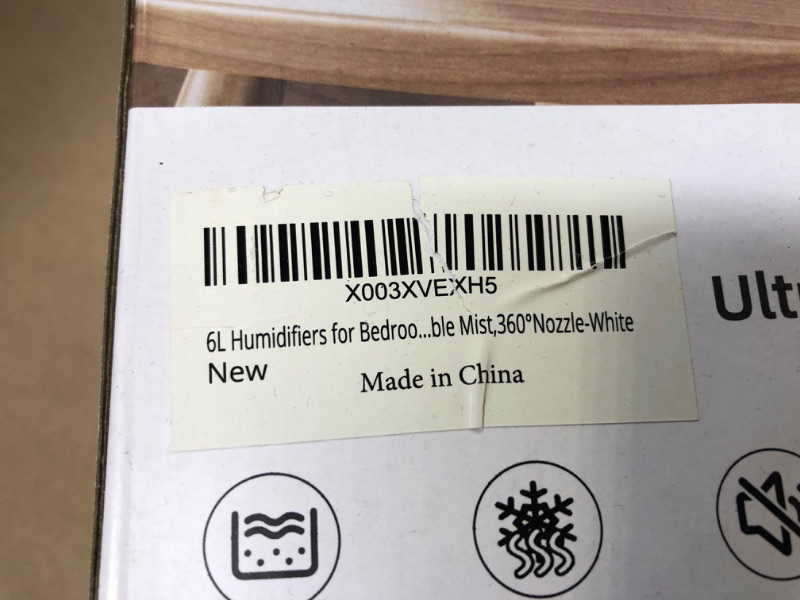 X003XVEXH5
6L Humidifiers for Bedroo...ble Mist,360°Nozzle-White
New
Made in China
Ult